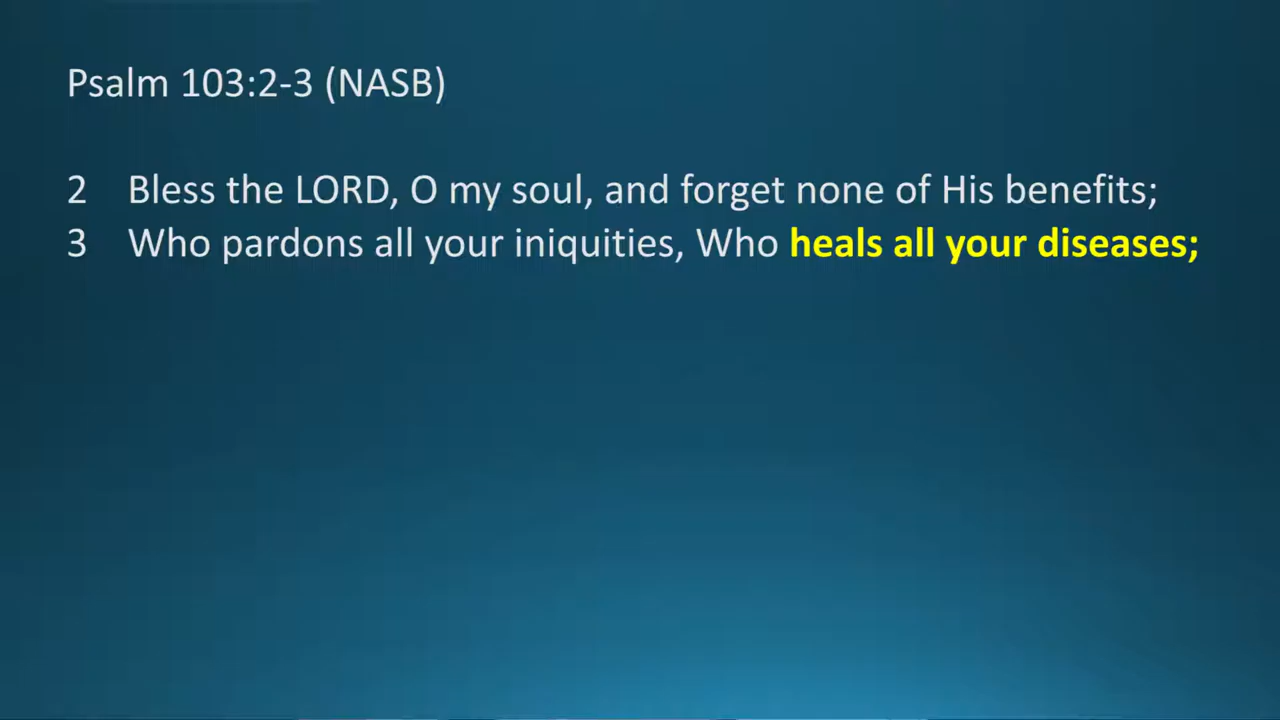 Psalm 103:2-3 (NASB)
2 Bless the LORD, O my soul, and forget none of His benefits;
3 Who pardons all your iniquities, Who heals all your diseases;